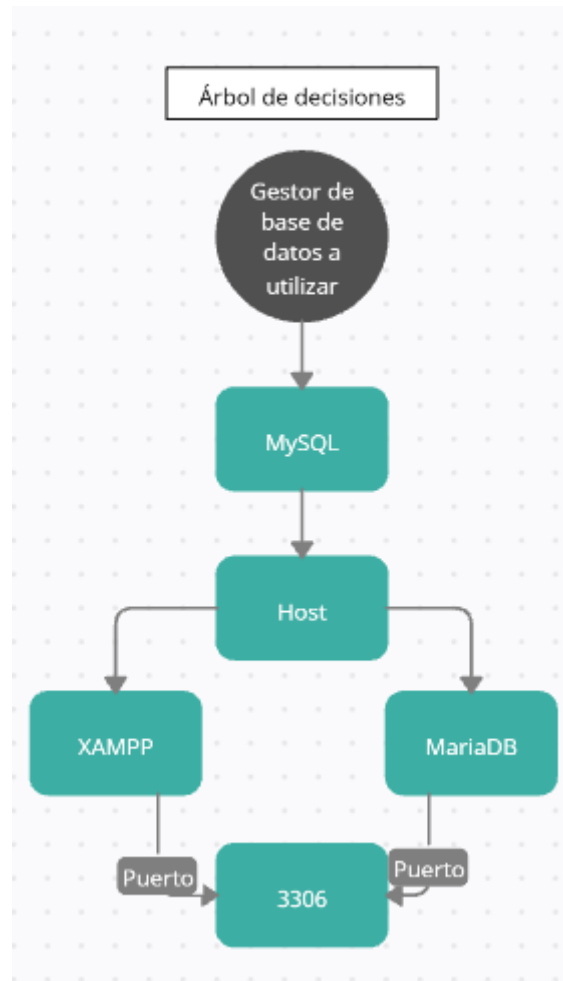 Árbol de decisiones
Gestor de
base de
datos a
utilizar
MySQL
Host
XAMPP
MariaDB
Puerto
Puerto
3306